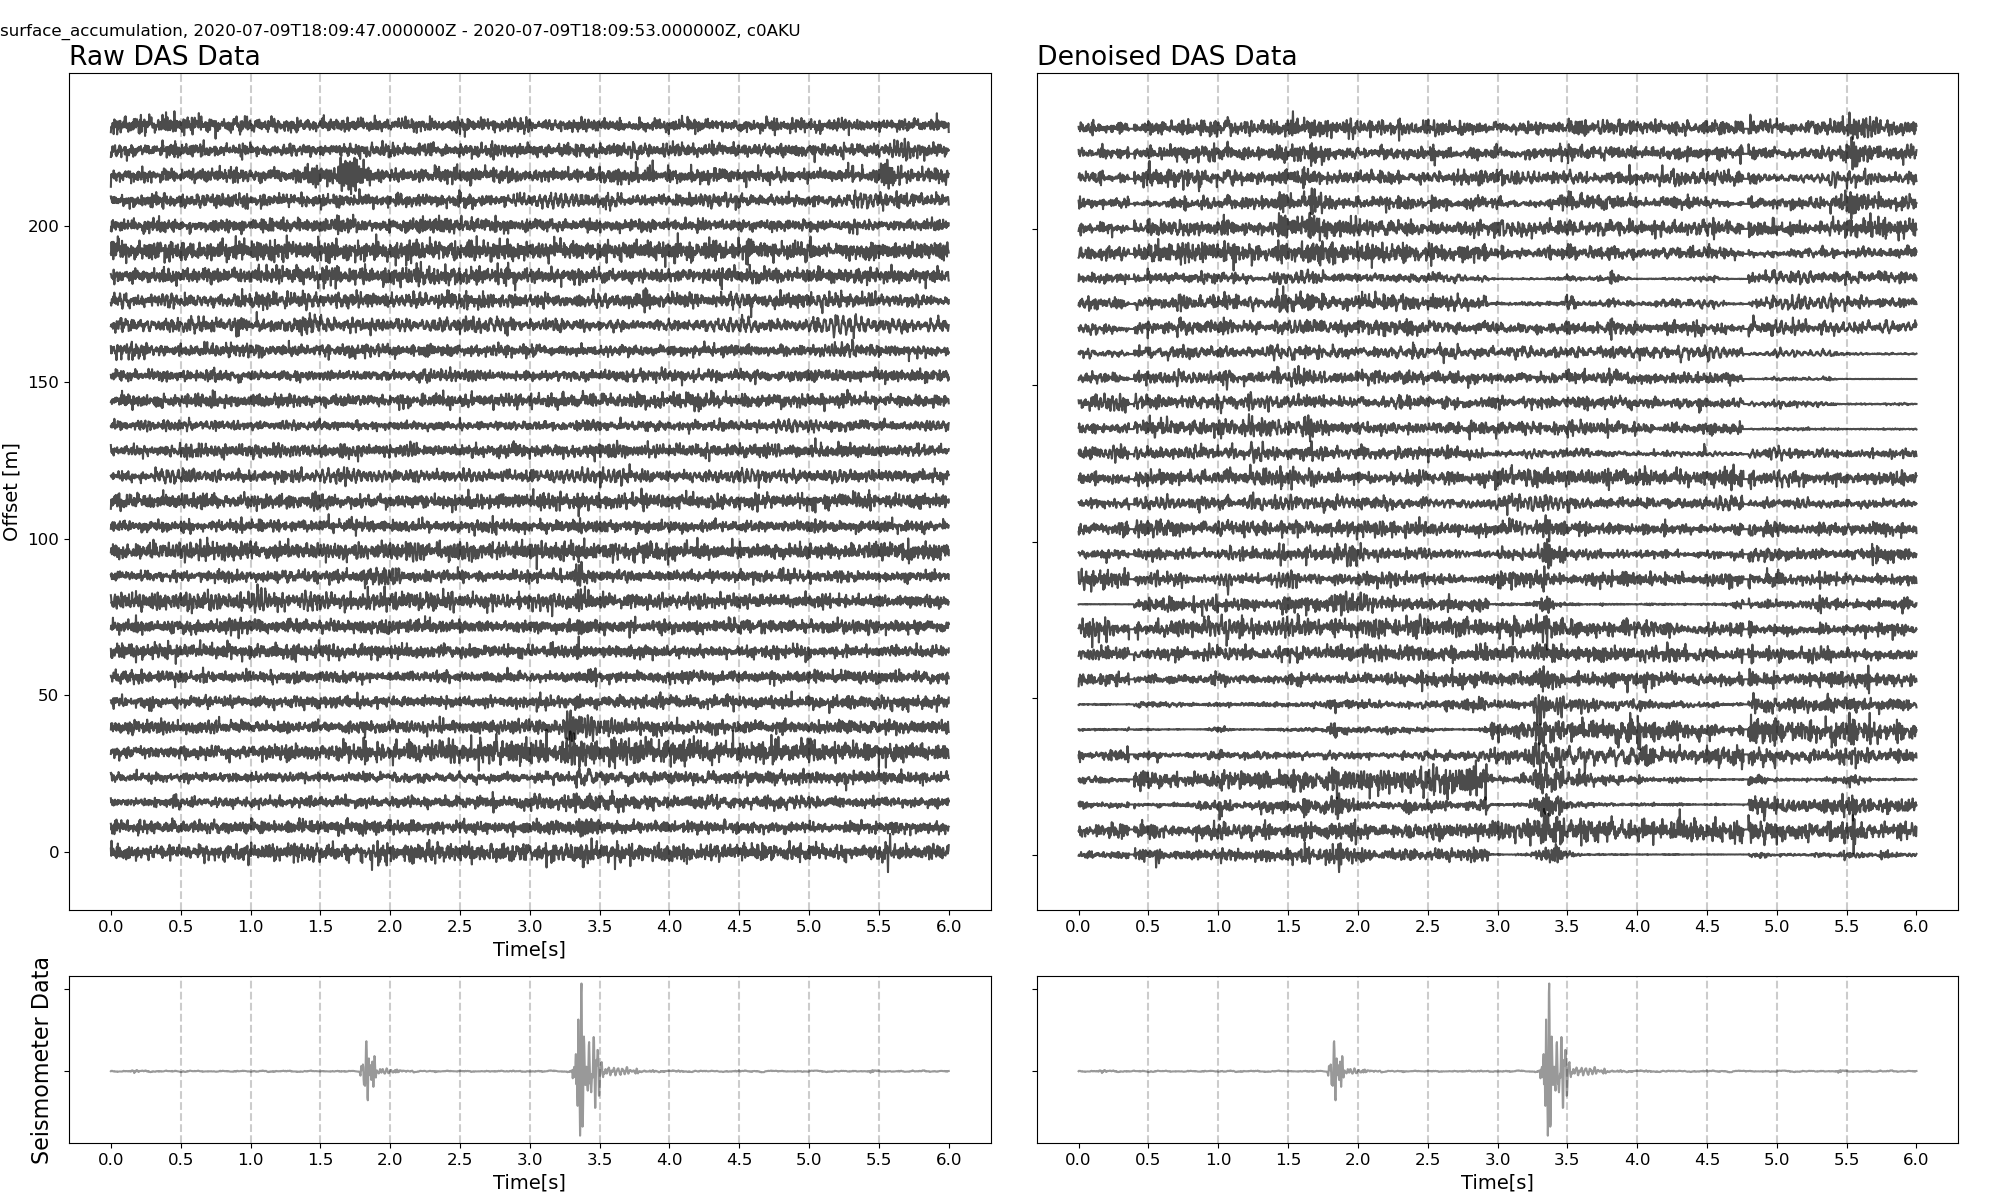 surface_accumulation, 2020-07-09T18:09:47.000000Z - 2020-07-09T18:09:53.000000Z, c0AKU
Raw DAS Data
Denoised DAS Data
Offset [m]
200
150
100
50
0
0.0 0.5 1.0 1.5 2.0 2.5 3.0 3.5 4.0 4.5 5.0 5.5 6.0
Time[s]
0.0 0.5 1.0 1.5 2.0 2.5 3.0 3.5 4.0 4.5 5.0 5.5 6.0
Seismometer Data
0.0 0.5 1.0 1.5 2.0 2.5 3.0 3.5 4.0 4.5 5.0 5.5 6.0
Time[s]
0.0 0.5 1.0 1.5 2.0 2.5 3.0 3.5 4.0 4.5 5.0 5.5 6.0
Time[s]